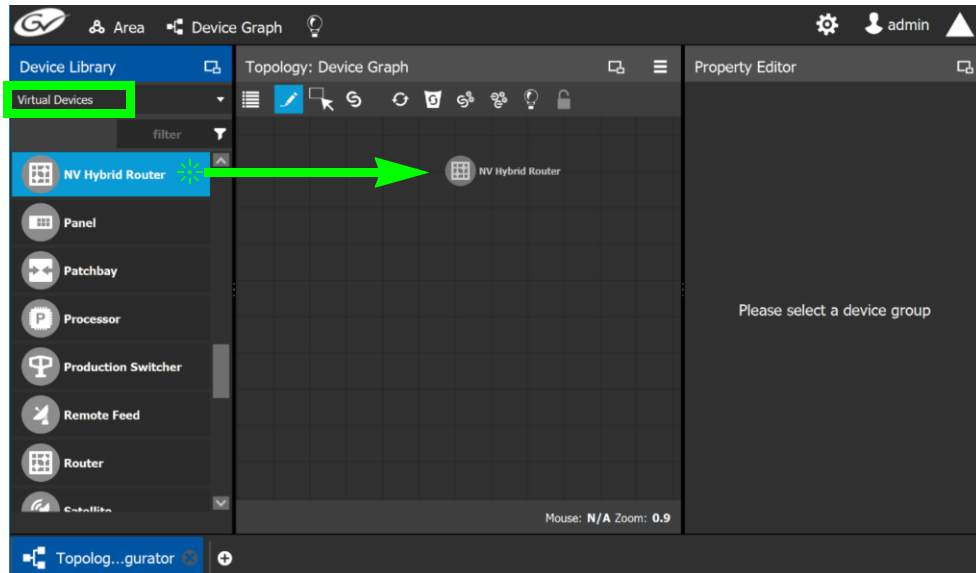 GV Area Device Graph admin
Device Library
Topology: Device Graph
Property Editor
Virtual Devices
filter
NV Hybrid Router
NV Hybrid Router
Panel
Patchbay
P Processor
Please select a device group
Production Switcher
Remote Feed
Router
Satellite
Mouse: N/A Zoom: 0.9
Topolog...gurator